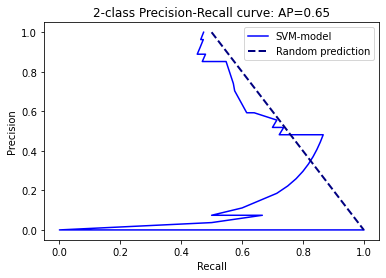 2-class Precision-Recall curve: AP=0.65
SVM-model
Random prediction
Precision
1.0
0.8
0.6
0.4
0.2
0.0
0.0 0.2 0.4 0.6 0.8 1.0
Recall